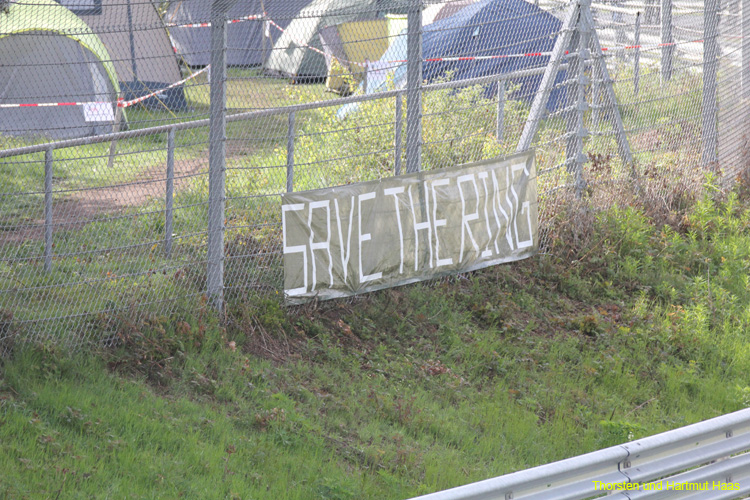 SAVE THE RING
Thorsten und Hartmut Haas